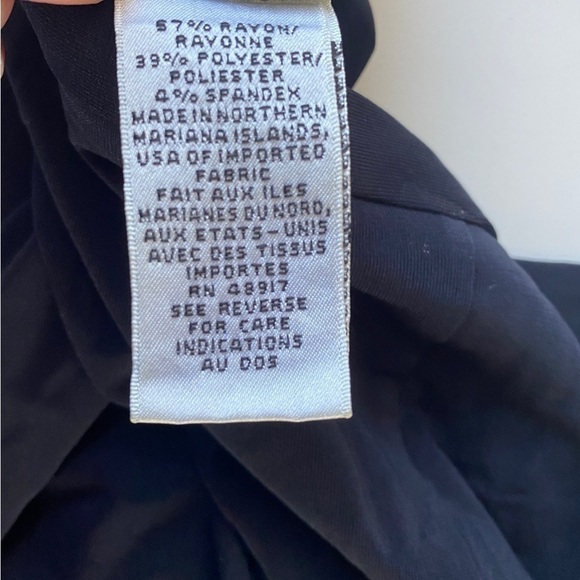 57% RAYON/
RAYONNE
39% POLYESTER/
POLIESTER
4% SPANDEX
MADE IN NORTHERN
MARIANA ISLANDS,
USA OF IMPORTED
FABRIC
FAIT AUX ILES
MARIANES DU NORD,
AUX ETATS-UNIS
AVEC DES TISSUS
IMPORTES
RN 48917
SEE REVERSE
FOR CARE
INDICATIONS
AU DOS